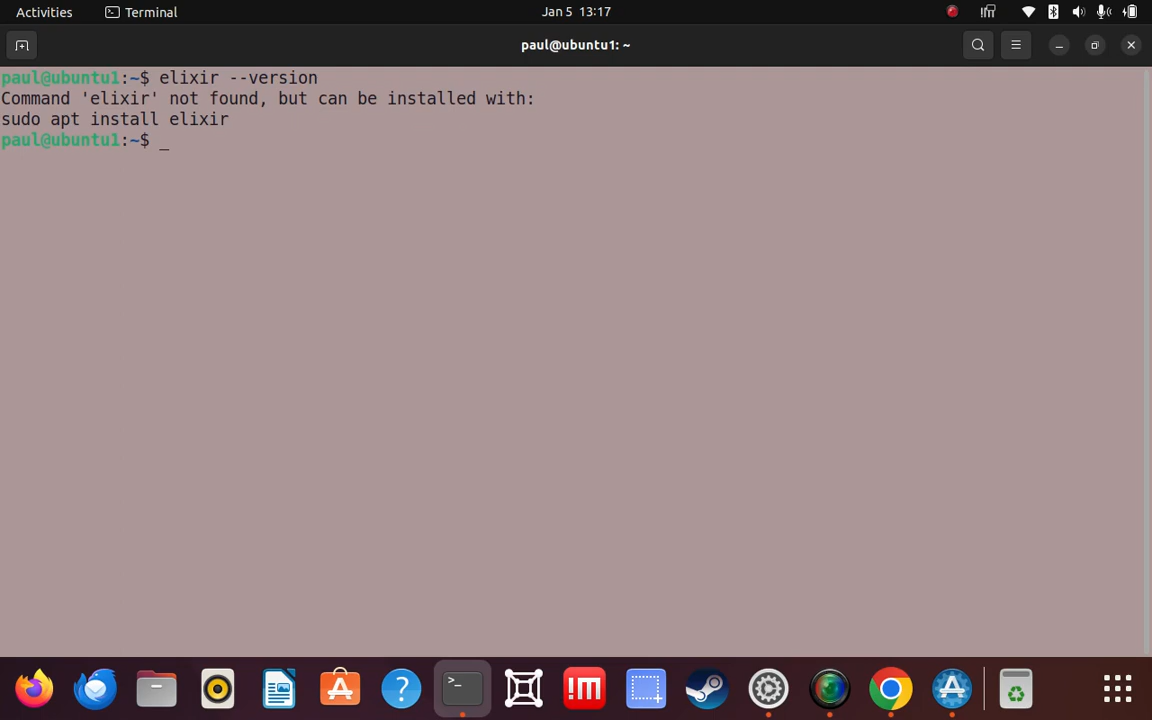 Activities
Terminal
Jan 5 13:17
paul@ubuntu1: ~
paul@ubuntu1:~$ elixir --version
Command 'elixir' not found, but can be installed with:
sudo apt install elixir
paul@ubuntu1:~$ _